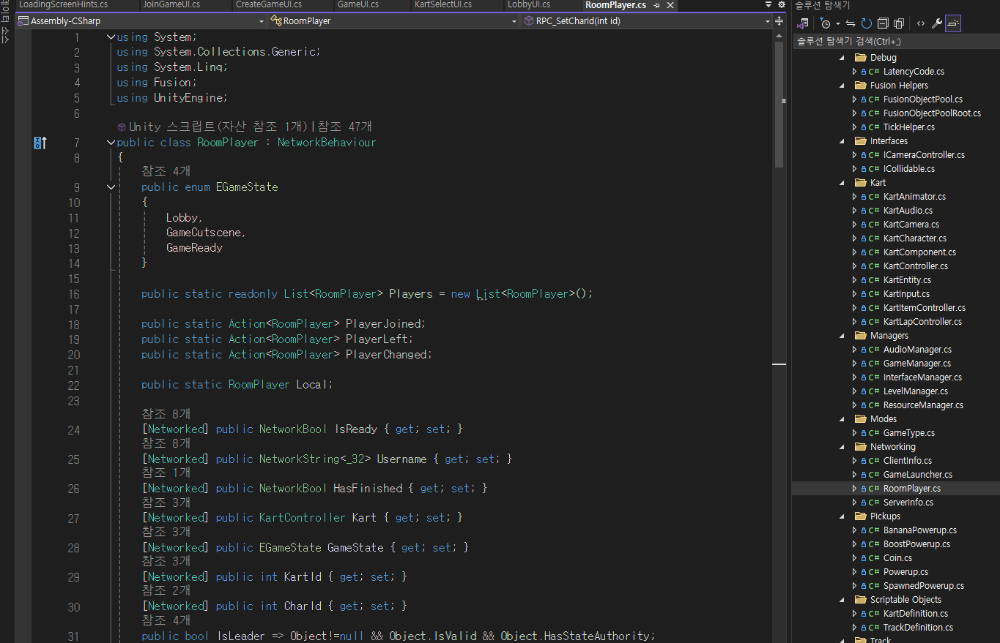 LoadingScreenHints.cs JoinGameUI.cs CreateGameUI.cs GameUI.cs KartSelectUI.cs LobbyUI.cs RoomPlayer.cs
Assembly-CSharp RoomPlayer RPC_SetCharId(int id)
1 using System;
2 using System.Collections.Generic;
3 using System.Linq;
4 using Fusion;
5 using UnityEngine;
6
Unity 스크립트(자산 참조 1개)|참조 47개
7 public class RoomPlayer : NetworkBehaviour
8 {
참조 4개
9 public enum EGameState
10 {
11 Lobby,
12 GameCutscene,
13 GameReady
14 }
15
16 public static readonly List<RoomPlayer> Players = new List<RoomPlayer>();
17
18 public static Action<RoomPlayer> PlayerJoined;
19 public static Action<RoomPlayer> PlayerLeft;
20 public static Action<RoomPlayer> PlayerChanged;
21
22 public static RoomPlayer Local;
23
참조 8개
24 [Networked] public NetworkBool IsReady { get; set; }
참조 8개
25 [Networked] public NetworkString<_32> Username { get; set; }
참조 1개
26 [Networked] public NetworkBool HasFinished { get; set; }
참조 3개
27 [Networked] public KartController Kart { get; set; }
참조 3개
28 [Networked] public EGameState GameState { get; set; }
참조 3개
29 [Networked] public int KartId { get; set; }
참조 2개
30 [Networked] public int CharId { get; set; }
참조 4개
31 public bool IsLeader => Object!=null && Object.IsValid && Object.HasStateAuthority;
솔루션 탐색기
솔루션 탐색기 검색(Ctrl+;)
Debug
C# LatencyCode.cs
Fusion Helpers
C# FusionObjectPool.cs
C# FusionObjectPoolRoot.cs
C# TickHelper.cs
Interfaces
C# ICameraController.cs
C# ICollidable.cs
Kart
C# KartAnimator.cs
C# KartAudio.cs
C# KartCamera.cs
C# KartCharacter.cs
C# KartComponent.cs
C# KartController.cs
C# KartEntity.cs
C# KartInput.cs
C# KartItemController.cs
C# KartLapController.cs
Managers
C# AudioManager.cs
C# GameManager.cs
C# InterfaceManager.cs
C# LevelManager.cs
C# ResourceManager.cs
Modes
C# GameType.cs
Networking
C# ClientInfo.cs
C# GameLauncher.cs
C# RoomPlayer.cs
C# ServerInfo.cs
Pickups
C# BananaPowerup.cs
C# BoostPowerup.cs
C# Coin.cs
C# Powerup.cs
C# SpawnedPowerup.cs
Scriptable Objects
C# KartDefinition.cs
C# TrackDefinition.cs
Track